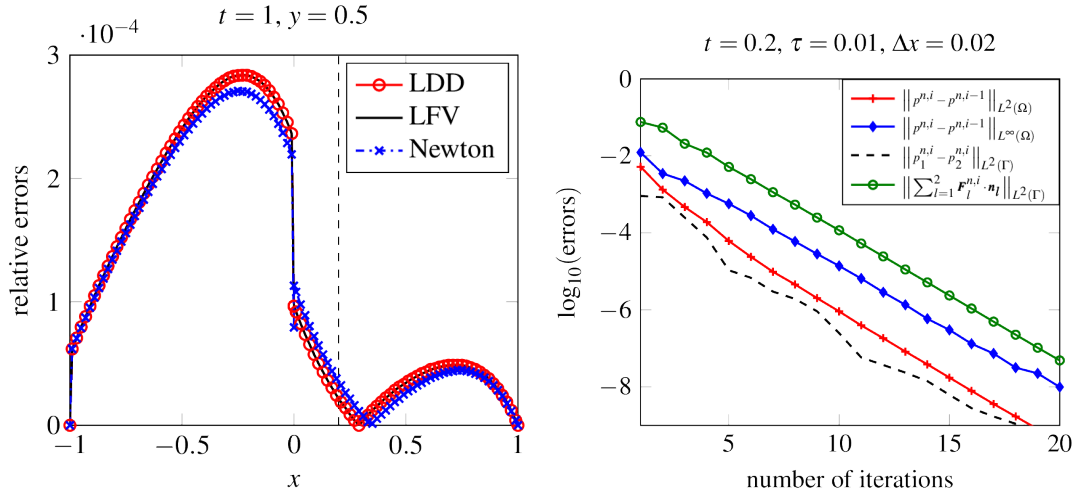 t = 1, y = 0.5
·10⁻⁴
3
2
1
0
relative errors
−1
−0.5
0
0.5
1
x
LDD
LFV
Newton
t = 0.2, τ = 0.01, Δx = 0.02
0
−2
−4
−6
−8
log₁₀(errors)
5
10
15
20
number of iterations
‖p^{n,i} − p^{n,i−1}‖_{L²(Ω)}
‖p^{n,i} − p^{n,i−1}‖_{L^∞(Ω)}
‖p_1^{n,i} − p_2^{n,i}‖_{L²(Γ)}
‖∑_{l=1}^{2} F_l^{n,i} · n_l‖_{L²(Γ)}